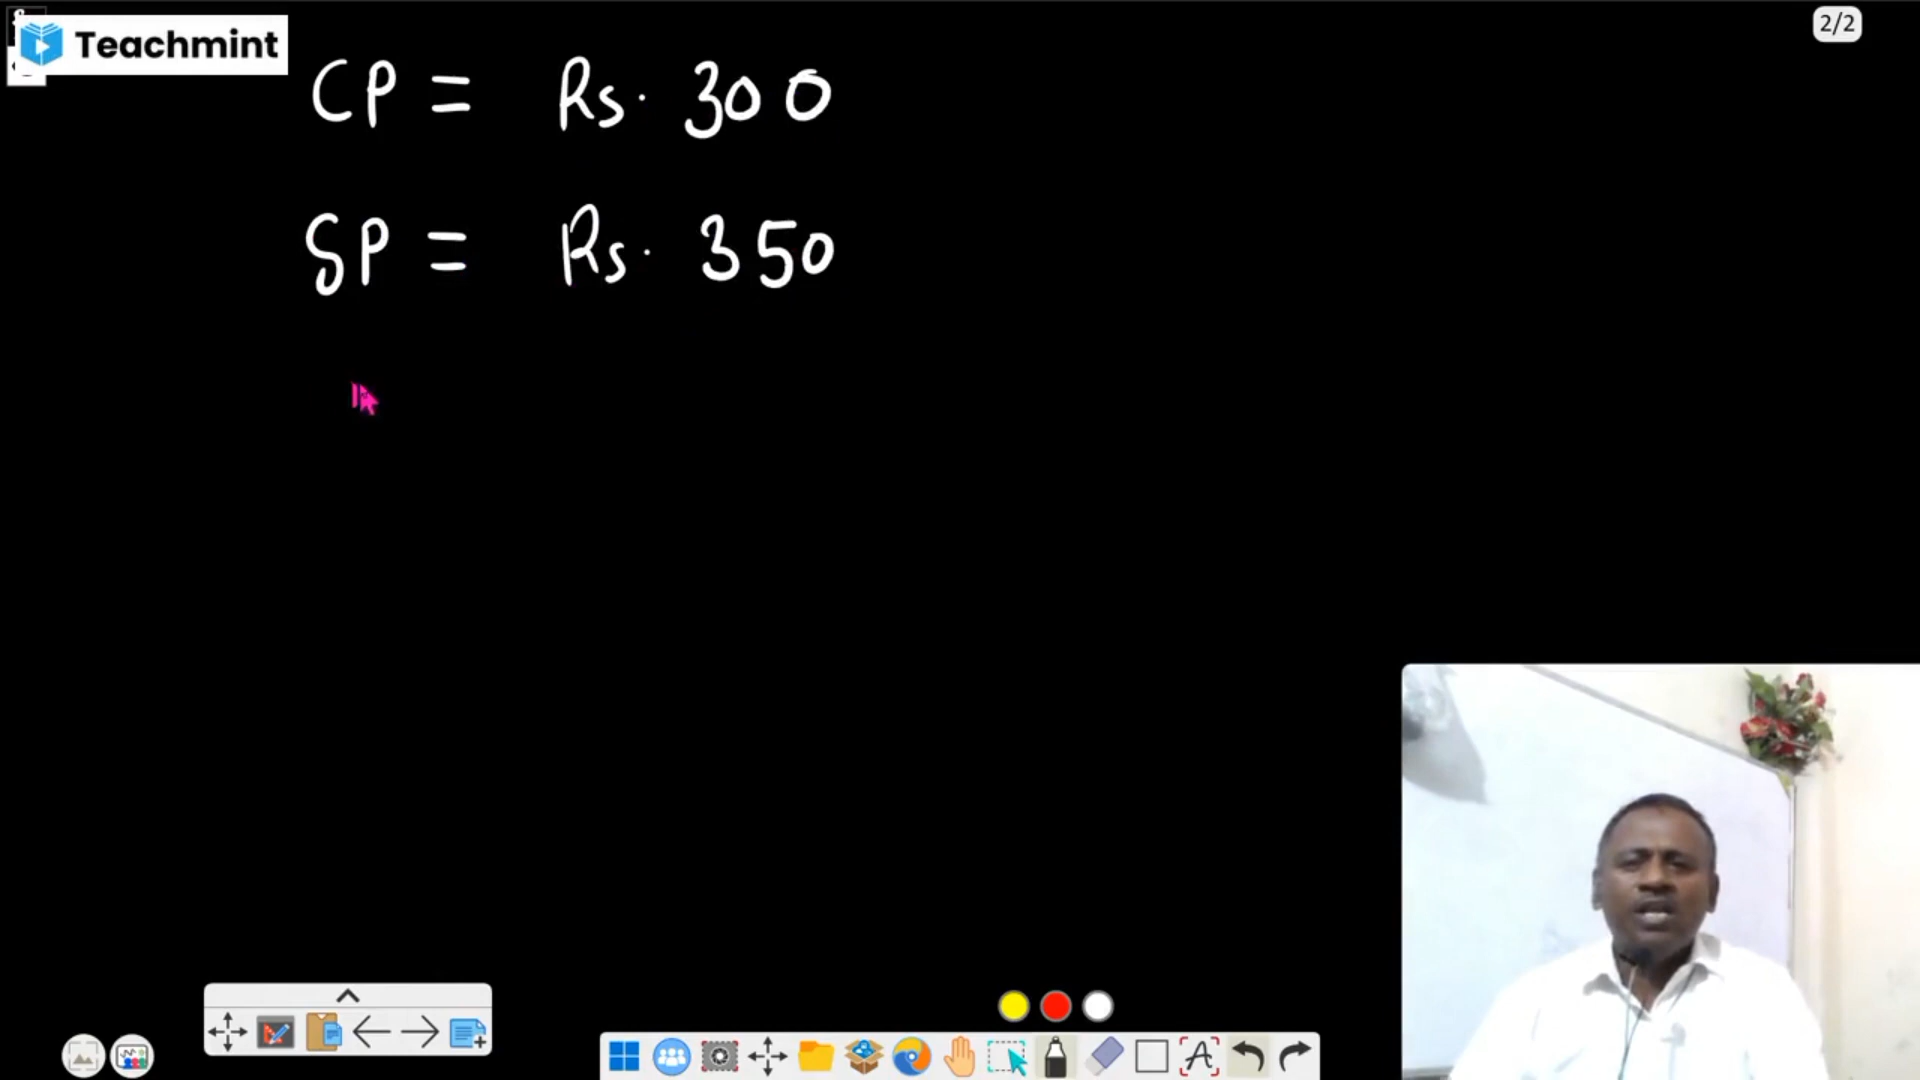 Teachmint
2/2
CP = Rs. 300
SP = Rs. 350